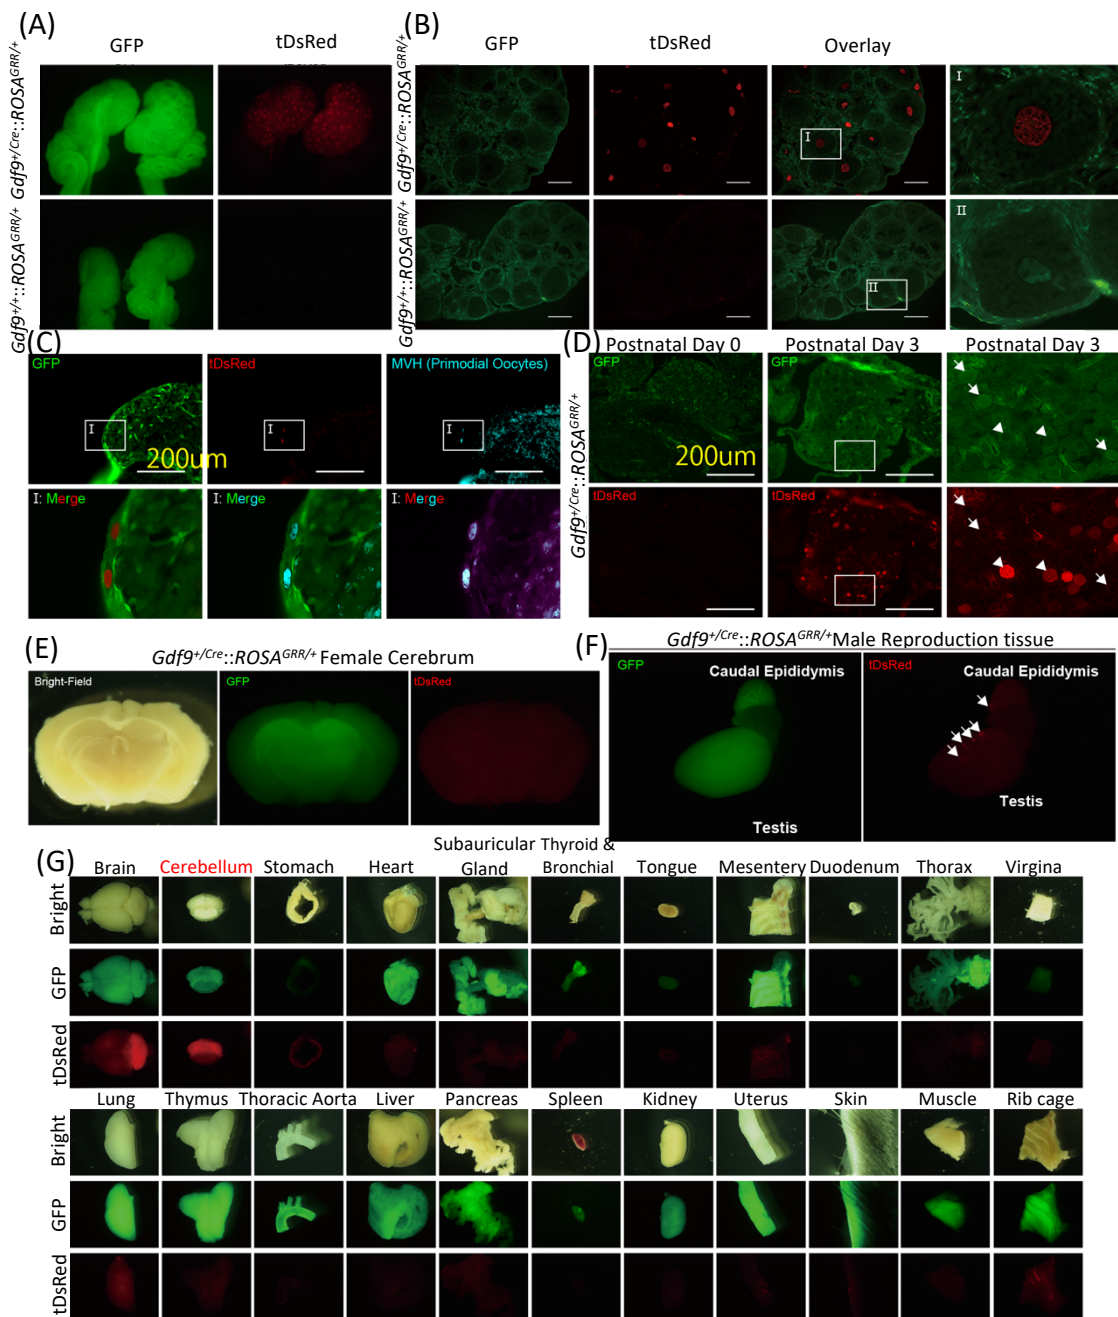 (A)
GFP
tDsRed
Gdf9+/Cre::ROSAGRR/+
Gdf9+/+::ROSAGRR/+
(B)
GFP
tDsRed
Overlay
Gdf9+/Cre::ROSAGRR/+
Gdf9+/+::ROSAGRR/+
I
I
II
II
(C)
GFP
tDsRed
MVH (Primodial Oocytes)
I
I
I
200um
I: Merge
I: Merge
I: Merge
(D)
Postnatal Day 0
Postnatal Day 3
Postnatal Day 3
Gdf9+/Cre::ROSAGRR/+
GFP
GFP
200um
tDsRed
tDsRed
(E)
Gdf9+/Cre::ROSAGRR/+ Female Cerebrum
Bright-Field
GFP
tDsRed
(F)
Gdf9+/Cre::ROSAGRR/+Male Reproduction tissue
GFP
Caudal Epididymis
Testis
tDsRed
Caudal Epididymis
Testis
(G)
Brain
Cerebellum
Stomach
Heart
Subauricular
Gland
Thyroid &
Bronchial
Tongue
Mesentery
Duodenum
Thorax
Virgina
Bright
GFP
tDsRed
Lung
Thymus
Thoracic Aorta
Liver
Pancreas
Spleen
Kidney
Uterus
Skin
Muscle
Rib cage
Bright
GFP
tDsRed